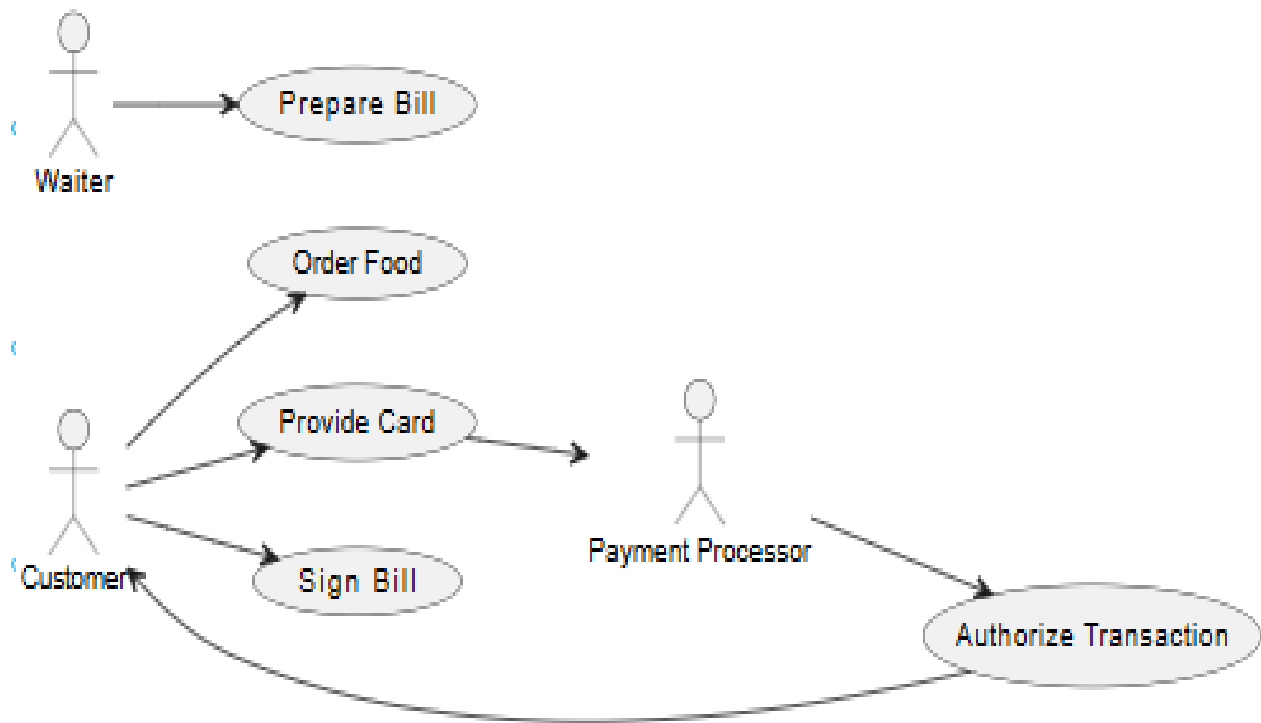 Prepare Bill
Waiter
Order Food
Provide Card
Payment Processor
Customer
Sign Bill
Authorize Transaction